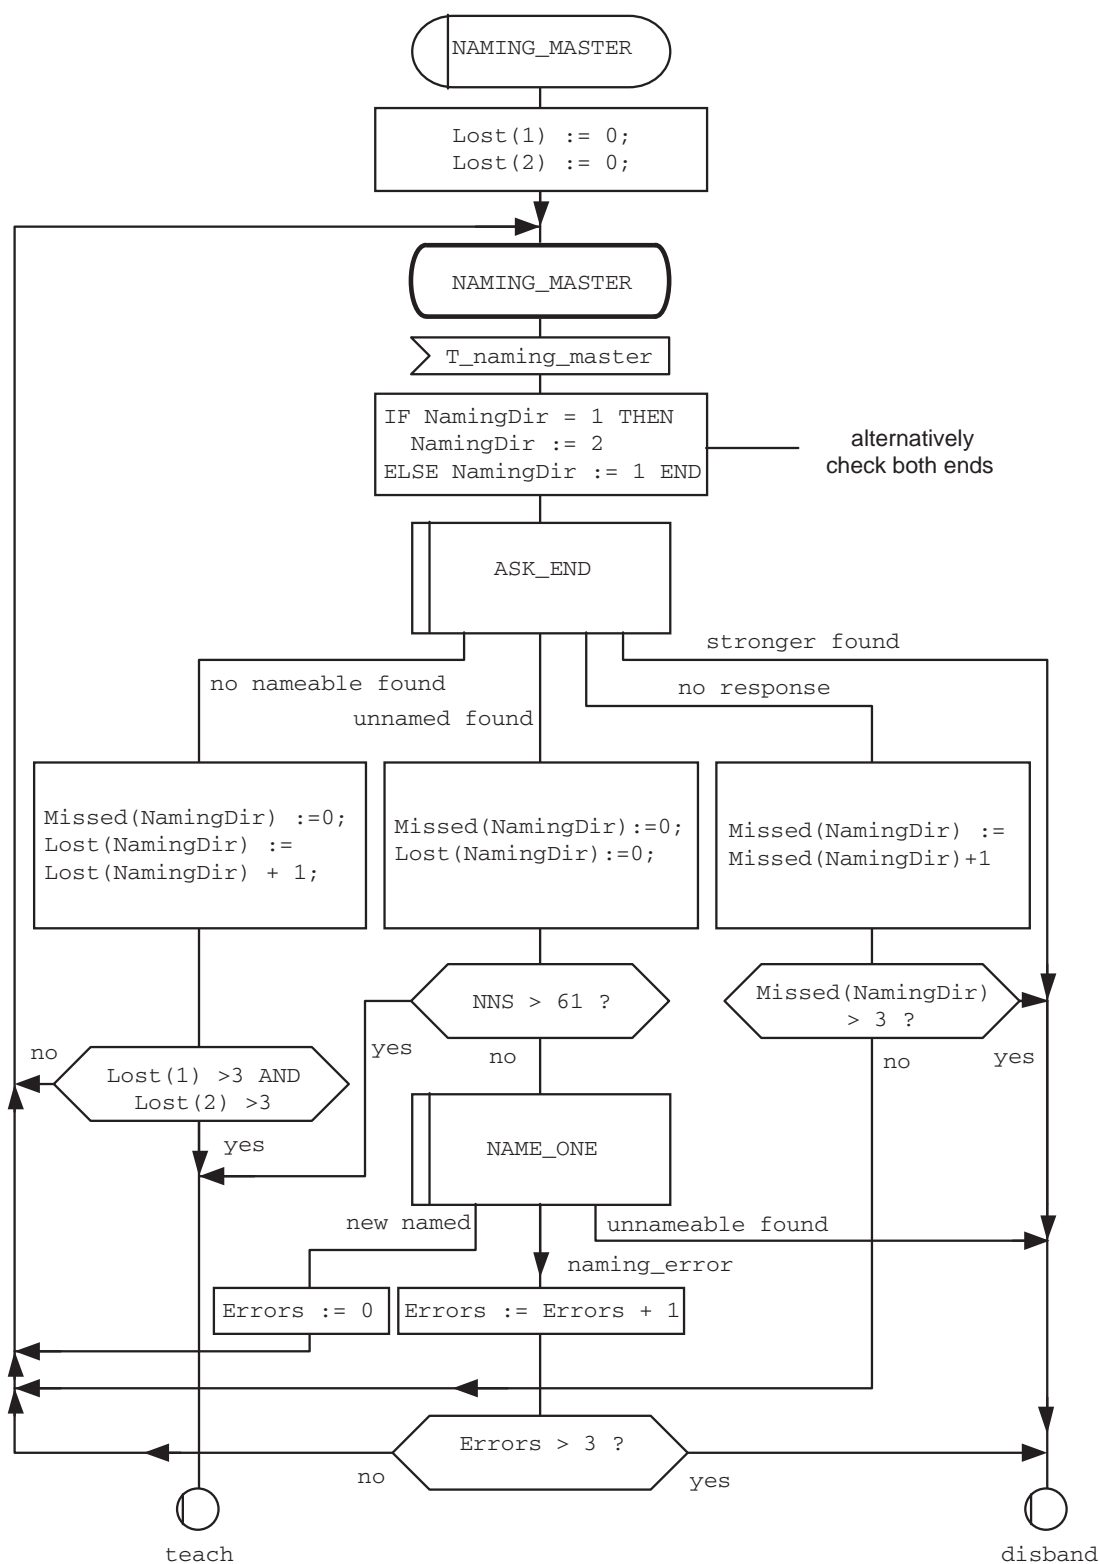 NAMING_MASTER
Lost(1) := 0;
Lost(2) := 0;
NAMING_MASTER
T_naming_master
IF NamingDir = 1 THEN
NamingDir := 2
ELSE NamingDir := 1 END
alternatively
check both ends
ASK_END
stronger found
no nameable found
no response
unnamed found
Missed(NamingDir) :=0;
Lost(NamingDir) :=
Lost(NamingDir) + 1;
Missed(NamingDir):=0;
Lost(NamingDir):=0;
Missed(NamingDir) :=
Missed(NamingDir)+1
NNS > 61 ?
Missed(NamingDir)
> 3 ?
no
yes
no
no
yes
Lost(1) >3 AND
Lost(2) >3
yes
NAME_ONE
new named
unnameable found
naming_error
Errors := 0
Errors := Errors + 1
Errors > 3 ?
no
yes
teach
disband